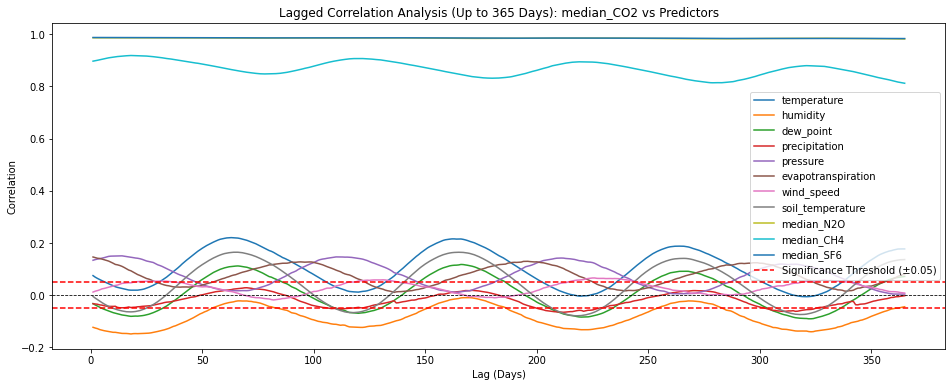 Lagged Correlation Analysis (Up to 365 Days): median_CO2 vs Predictors
1.0
0.8
0.6
0.4
0.2
0.0
−0.2
Correlation
temperature
humidity
dew_point
precipitation
pressure
evapotranspiration
wind_speed
soil_temperature
median_N2O
median_CH4
median_SF6
Significance Threshold (±0.05)
0 50 100 150 200 250 300 350
Lag (Days)